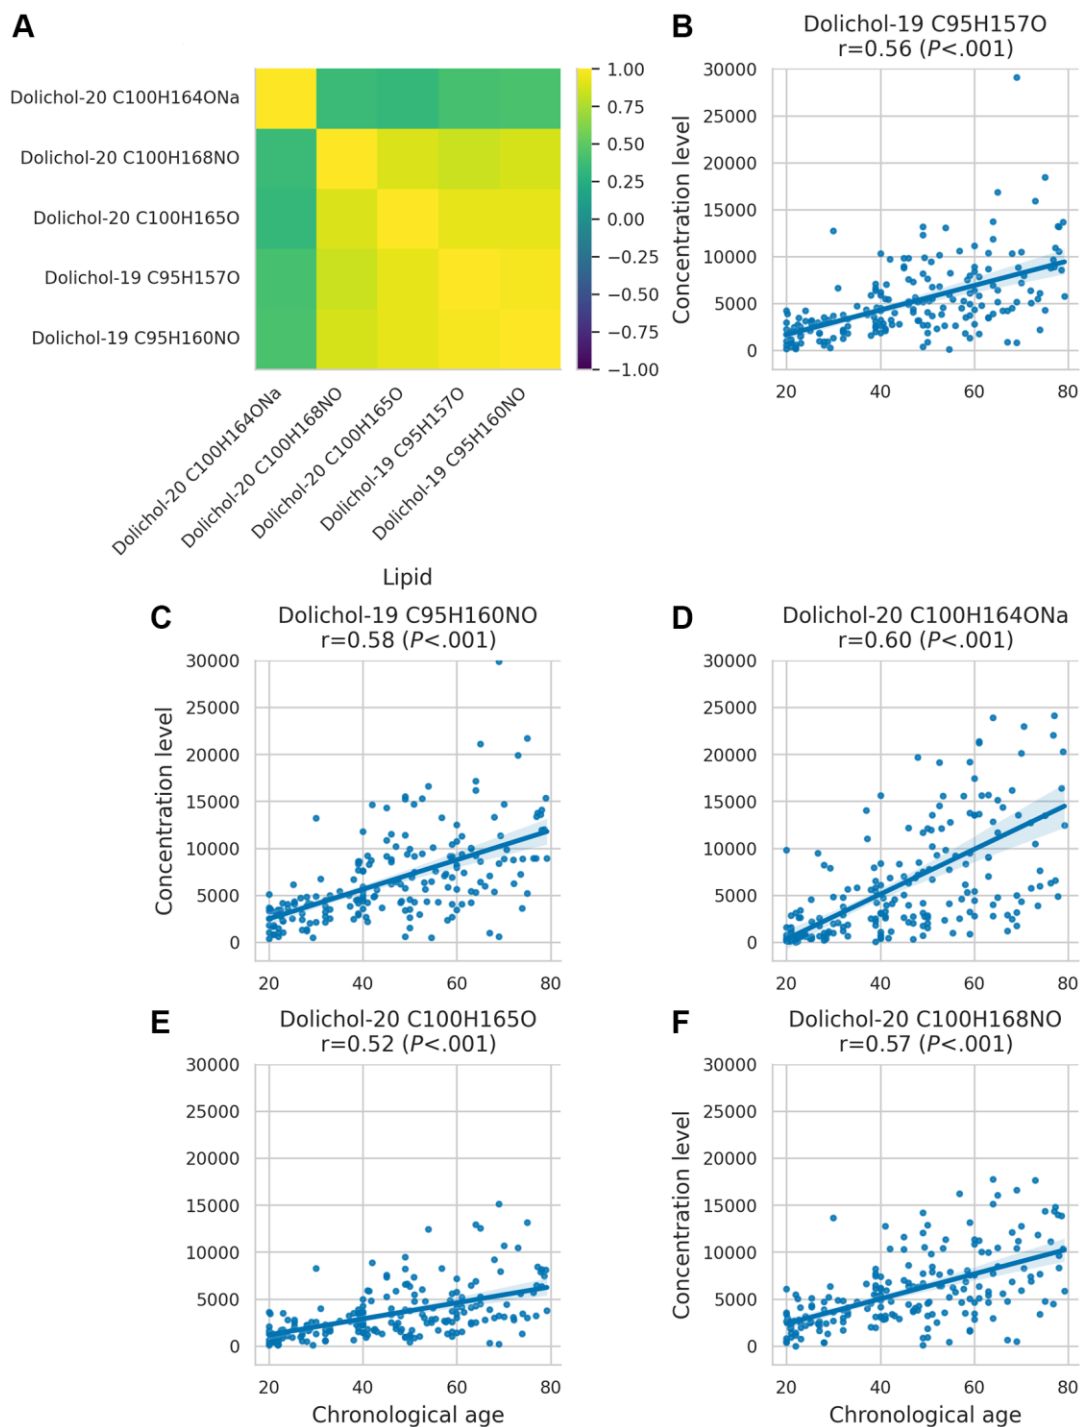 A
Dolichol-20 C100H164ONa
Dolichol-20 C100H168NO
Dolichol-20 C100H165O
Dolichol-19 C95H157O
Dolichol-19 C95H160NO
1.00
0.75
0.50
0.25
0.00
−0.25
−0.50
−0.75
−1.00
Dolichol-20 C100H164ONa
Dolichol-20 C100H168NO
Dolichol-20 C100H165O
Dolichol-19 C95H157O
Dolichol-19 C95H160NO
Lipid
B
Dolichol-19 C95H157O
r=0.56 (P<.001)
Concentration level
30000
25000
20000
15000
10000
5000
0
20 40 60 80
C
Dolichol-19 C95H160NO
r=0.58 (P<.001)
Concentration level
30000
25000
20000
15000
10000
5000
0
20 40 60 80
D
Dolichol-20 C100H164ONa
r=0.60 (P<.001)
30000
25000
20000
15000
10000
5000
0
20 40 60 80
E
Dolichol-20 C100H165O
r=0.52 (P<.001)
30000
25000
20000
15000
10000
5000
0
20 40 60 80
Chronological age
F
Dolichol-20 C100H168NO
r=0.57 (P<.001)
Concentration level
30000
25000
20000
15000
10000
5000
0
20 40 60 80
Chronological age